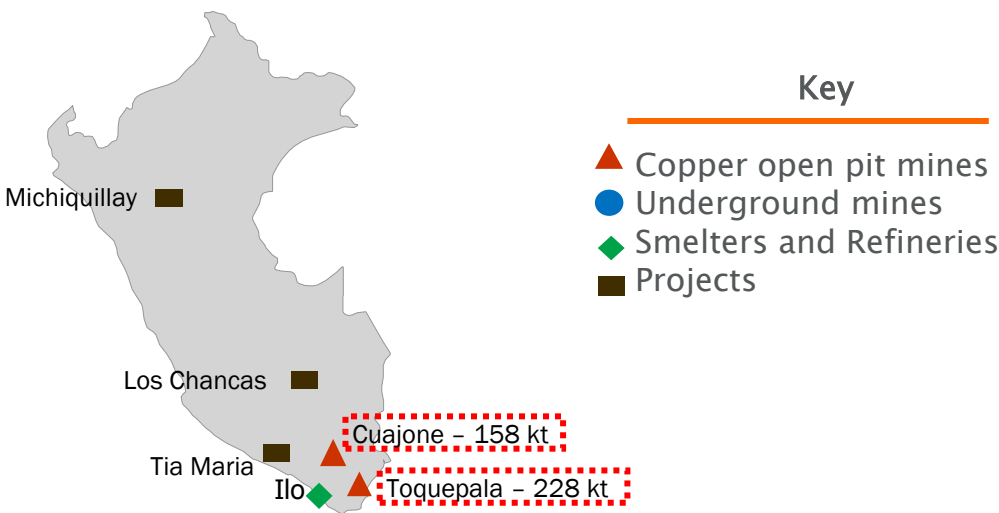 Key
Copper open pit mines
Underground mines
Smelters and Refineries
Projects
Michiquillay
Los Chancas
Cuajone – 158 kt
Tia Maria
Ilo
Toquepala – 228 kt